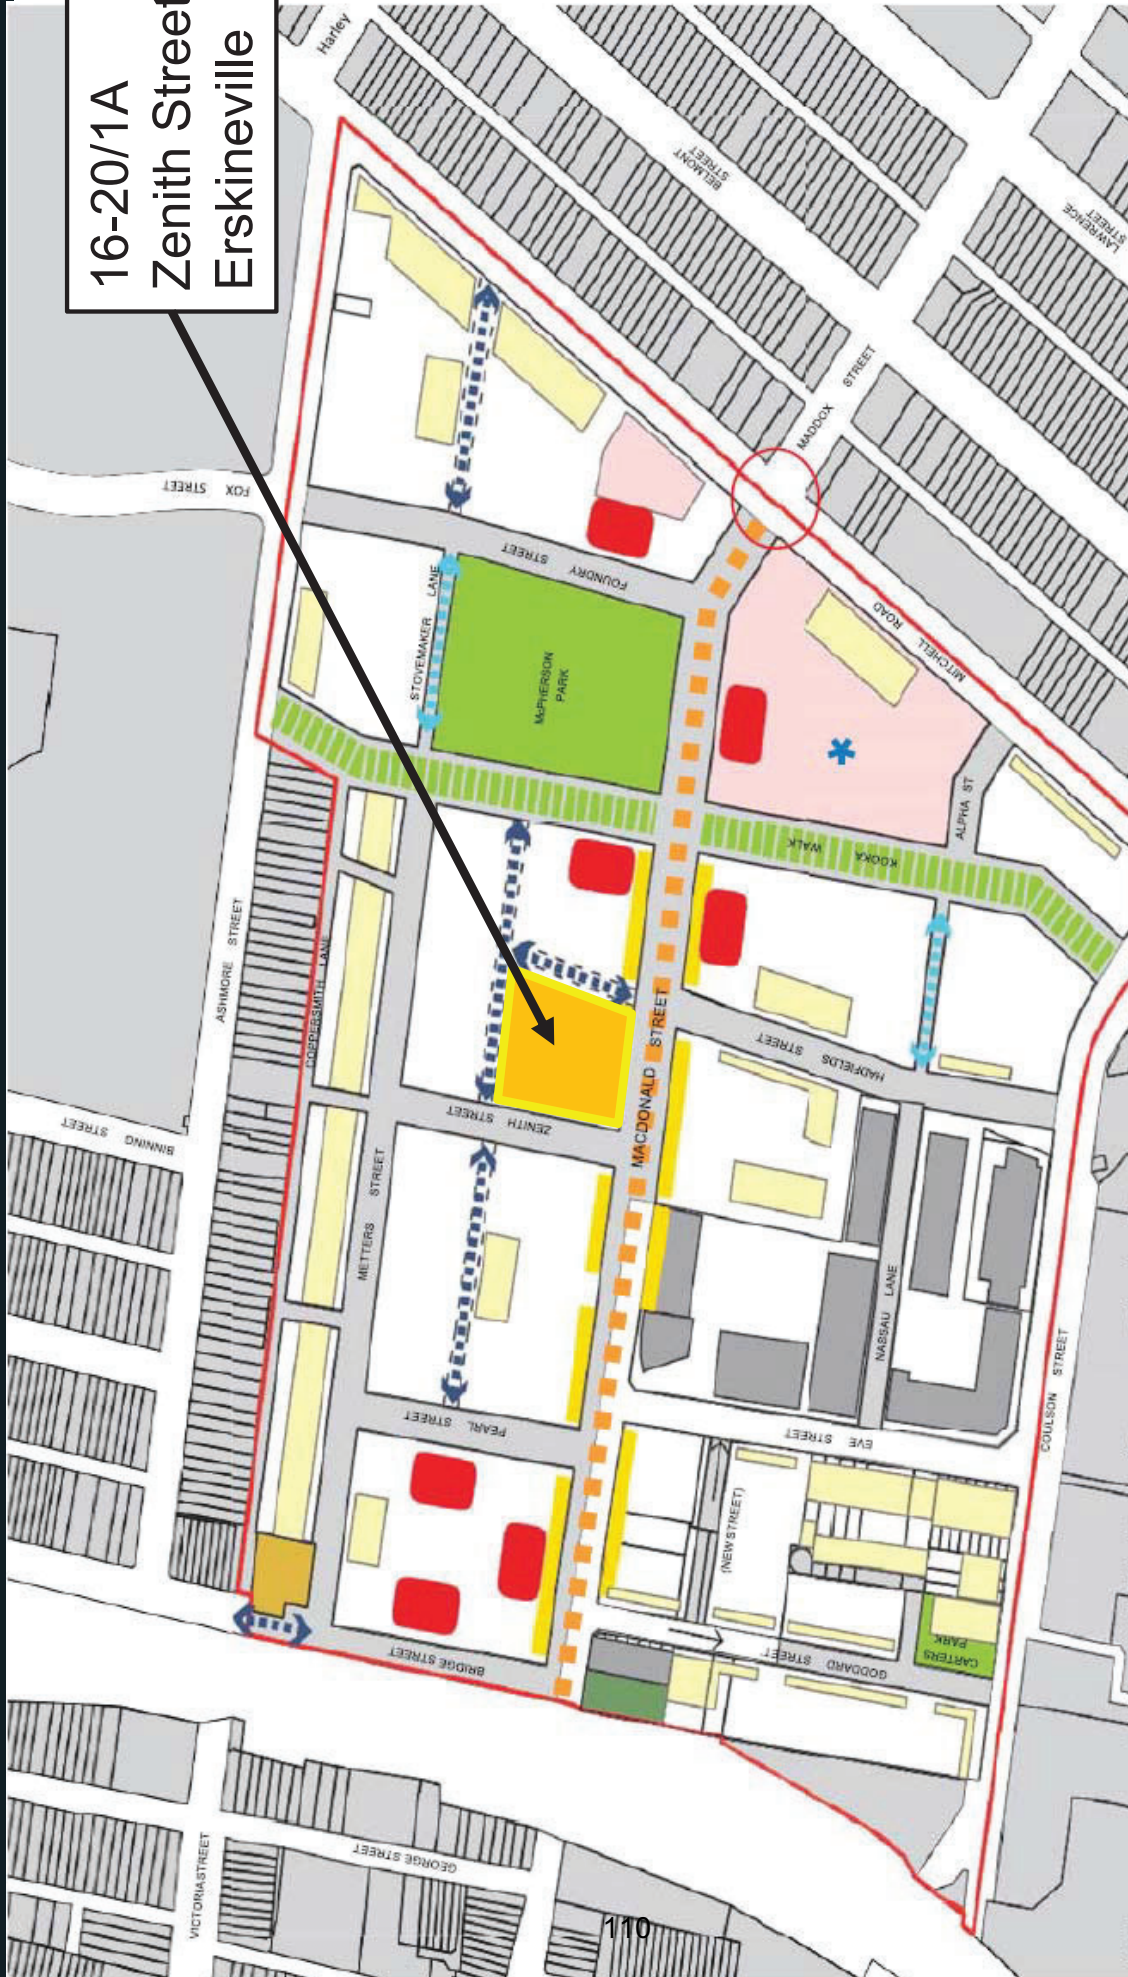 16-20/1A
Zenith Street
Erskineville
Harley
BELMONT
STREET
LAWRENCE
STREET
FOX STREET
MADDOX STREET
FOUNDRY STREET
STOVEMAKER LANE
McPHERSON
PARK
MITCHELL ROAD
ALPHA ST
KOOKA WALK
ASHMORE STREET
COPPERSMITH LANE
MACDONALD STREET
HADFIELDS STREET
ZENITH STREET
BINNING STREET
METTERS STREET
NASSAU LANE
PEARL STREET
EVE STREET
COULSON STREET
(NEW STREET)
BRIDGE STREET
GODDARD STREET
CARTERS
PARK
VICTORIASTREET
GEORGE STREET
110